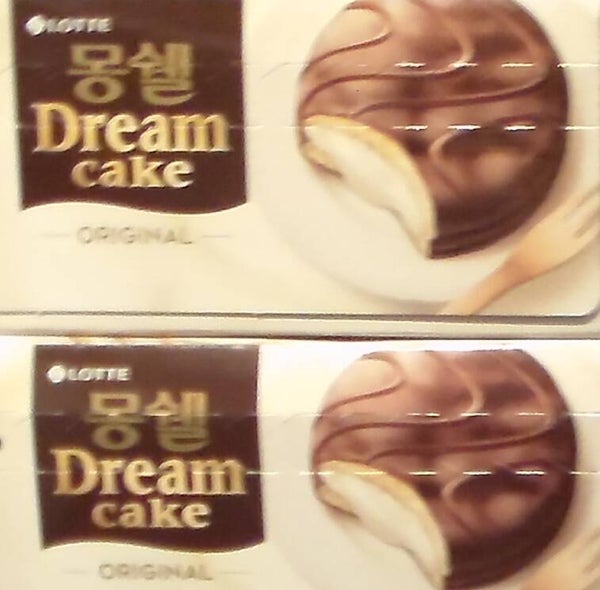 LOTTE
몽쉘
Dream
cake
ORIGINAL
LOTTE
몽쉘
Dream
cake
ORIGINAL